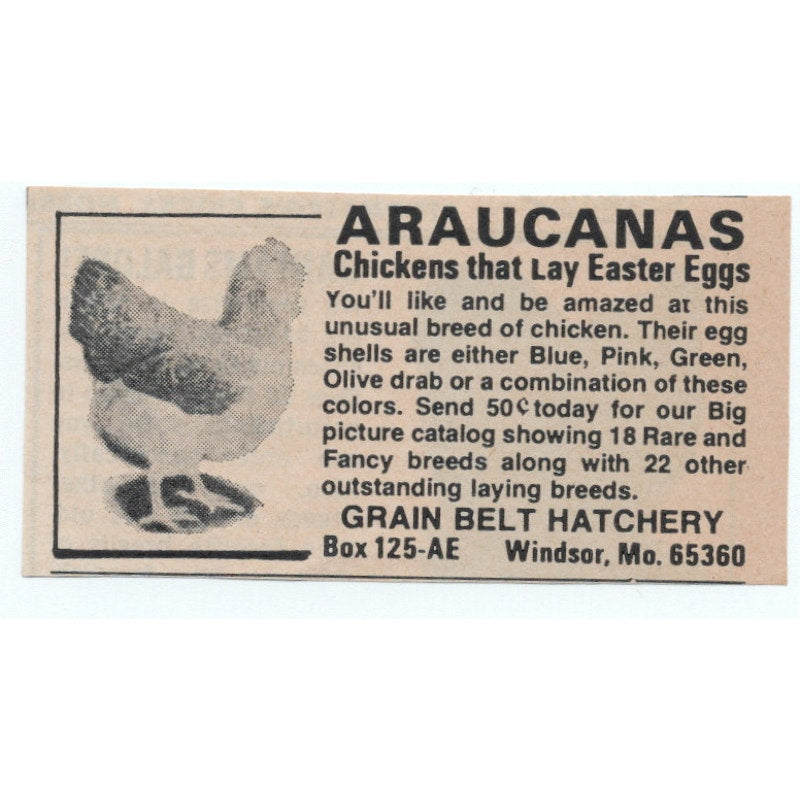 ARAUCANAS
Chickens that Lay Easter Eggs
You'll like and be amazed at this
unusual breed of chicken. Their egg
shells are either Blue, Pink, Green,
Olive drab or a combination of these
colors. Send 50¢ today for our Big
picture catalog showing 18 Rare and
Fancy breeds along with 22 other
outstanding laying breeds.
GRAIN BELT HATCHERY
Box 125-AE Windsor, Mo. 65360